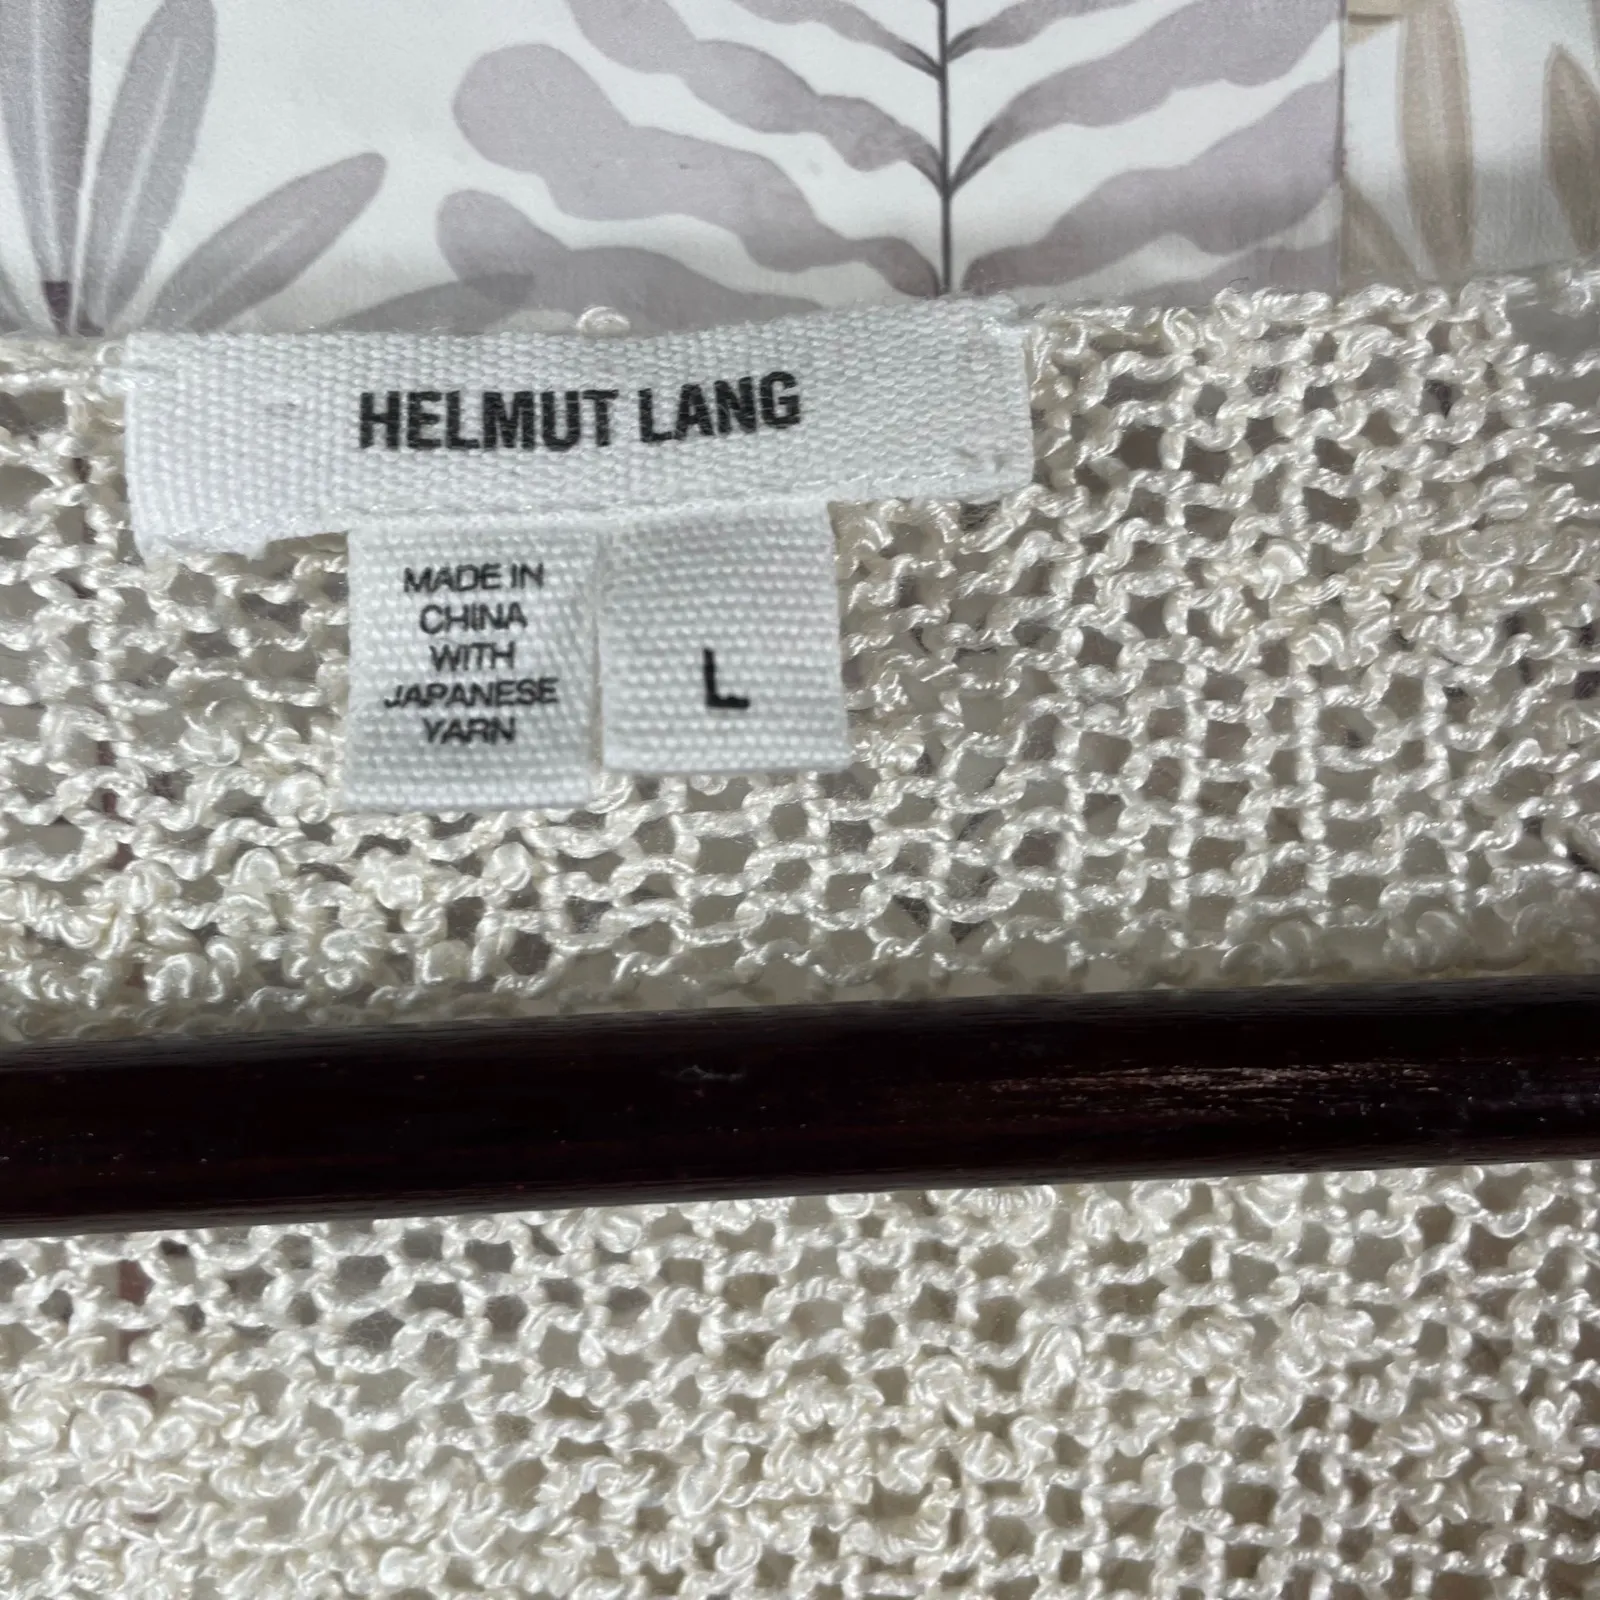 HELMUT LANG
MADE IN
CHINA
WITH
JAPANESE
YARN
L